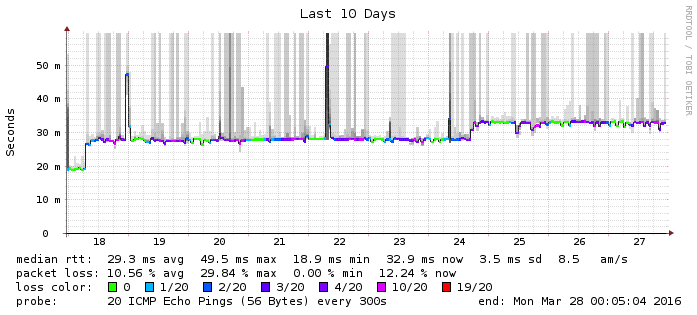 Last 10 Days
RRDTOOL / TOBI OETIKER
Seconds
50 m
40 m
30 m
20 m
10 m
0
18 19 20 21 22 23 24 25 26 27
median rtt: 29.3 ms avg 49.5 ms max 18.9 ms min 32.9 ms now 3.5 ms sd 8.5 am/s
packet loss: 10.56 % avg 29.84 % max 0.00 % min 12.24 % now
loss color: 0 1/20 2/20 3/20 4/20 10/20 19/20
probe: 20 ICMP Echo Pings (56 Bytes) every 300s end: Mon Mar 28 00:05:04 2016